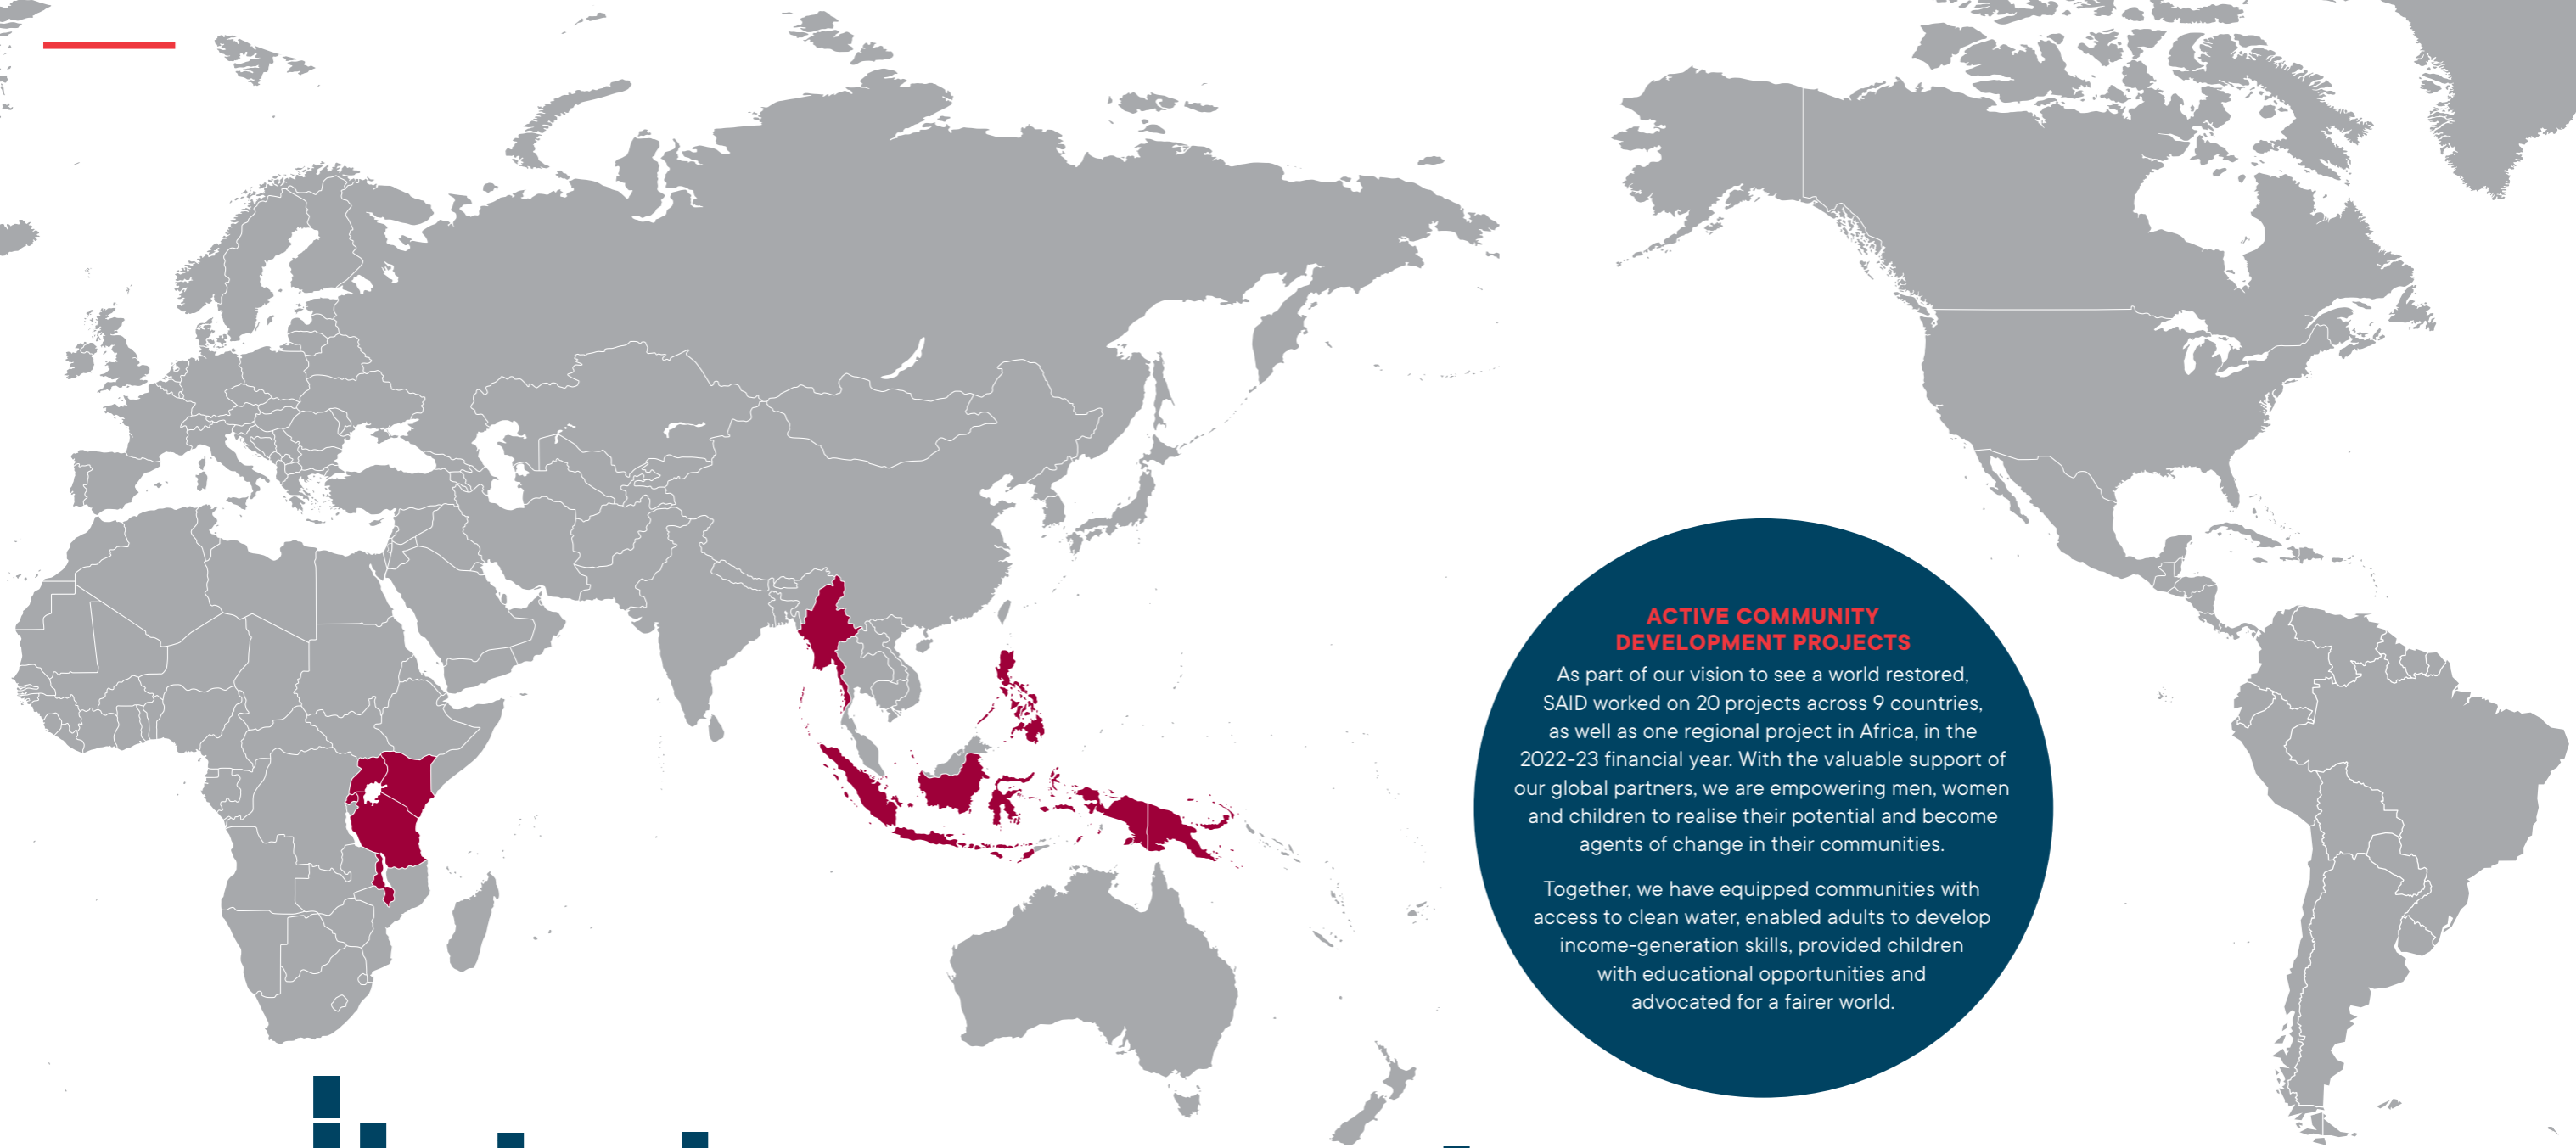 ACTIVE COMMUNITY
DEVELOPMENT PROJECTS
As part of our vision to see a world restored,
SAID worked on 20 projects across 9 countries,
as well as one regional project in Africa, in the
2022-23 financial year. With the valuable support of
our global partners, we are empowering men, women
and children to realise their potential and become
agents of change in their communities.
Together, we have equipped communities with
access to clean water, enabled adults to develop
income-generation skills, provided children
with educational opportunities and
advocated for a fairer world.